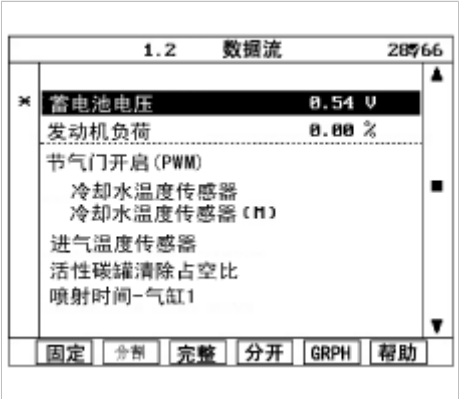 1.2 数据流 28▼66
* 蓄电池电压 0.54 V
发动机负荷 0.00 %
节气门开启(PWM)
冷却水温度传感器
冷却水温度传感器(M)
进气温度传感器
活性碳罐清除占空比
喷射时间-气缸1
固定 分割 完整 分开 GRPH 帮助